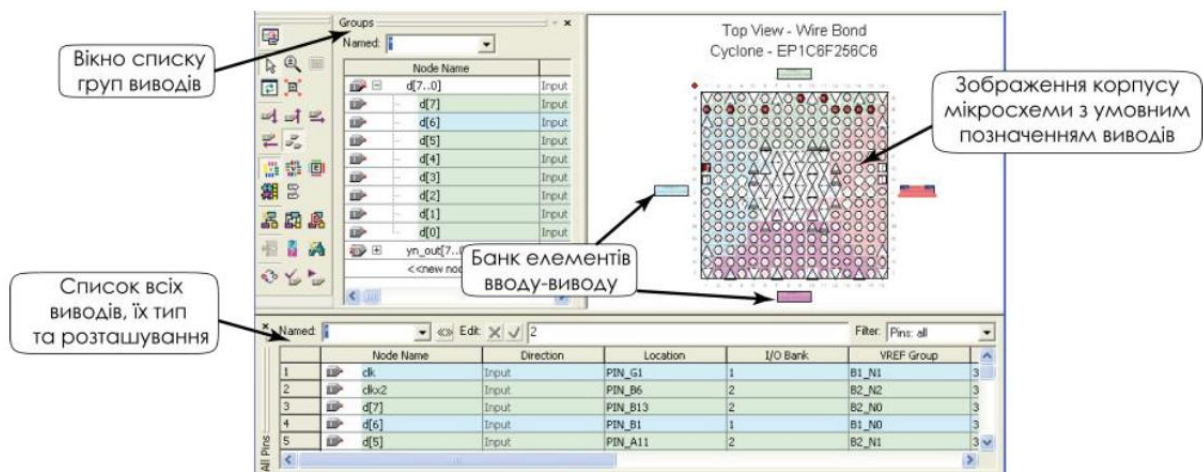 Groups
Named:
Node Name
d[7..0] Input
d[7] Input
d[6] Input
d[5] Input
d[4] Input
d[3] Input
d[2] Input
d[1] Input
d[0] Input
yn_out[7..
<<new no
Вікно списку
груп виводів
Top View - Wire Bond
Cyclone - EP1C6F256C6
Зображення корпусу
мікросхеми з умовним
позначенням виводів
Банк елементів
вводу-виводу
Список всіх
виводів, їх тип
та розташування
Named: Edit: 2 Filter: Pins: all
Node Name Direction Location I/O Bank VREF Group
1 clk Input PIN_G1 1 B1_N1 3
2 clkx2 Input PIN_B6 2 B2_N2 3
3 d[7] Input PIN_B13 2 B2_N0 3
4 d[6] Input PIN_B1 1 B1_N0 3
5 d[5] Input PIN_A11 2 B2_N1 3
All Pins